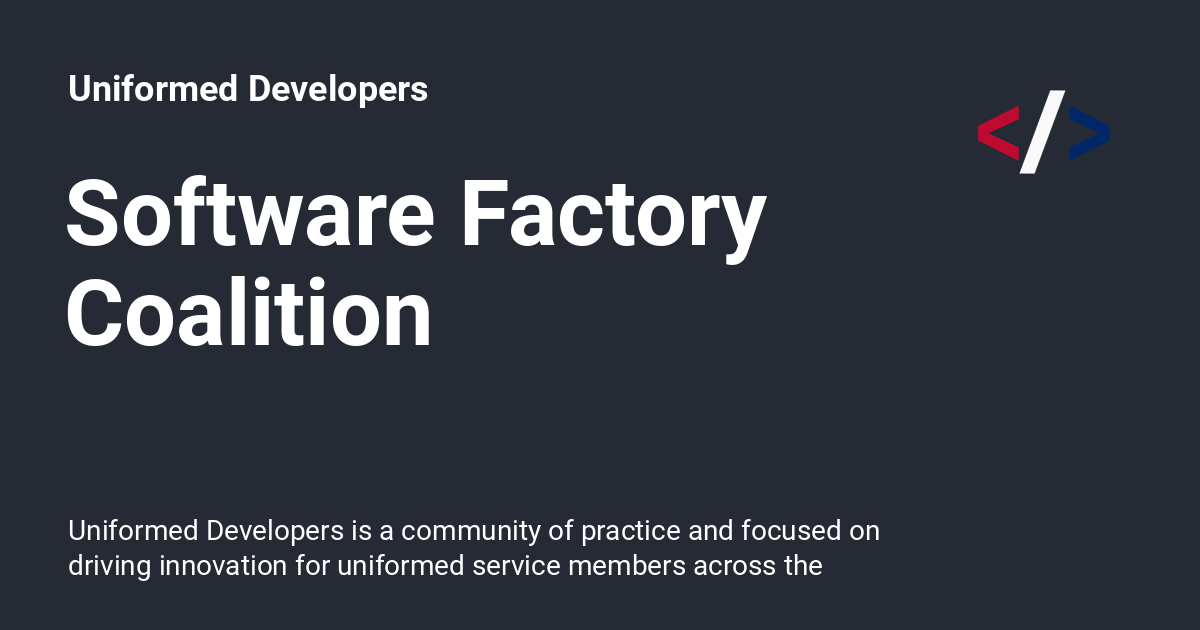 Uniformed Developers
</>
Software Factory
Coalition
Uniformed Developers is a community of practice and focused on
driving innovation for uniformed service members across the